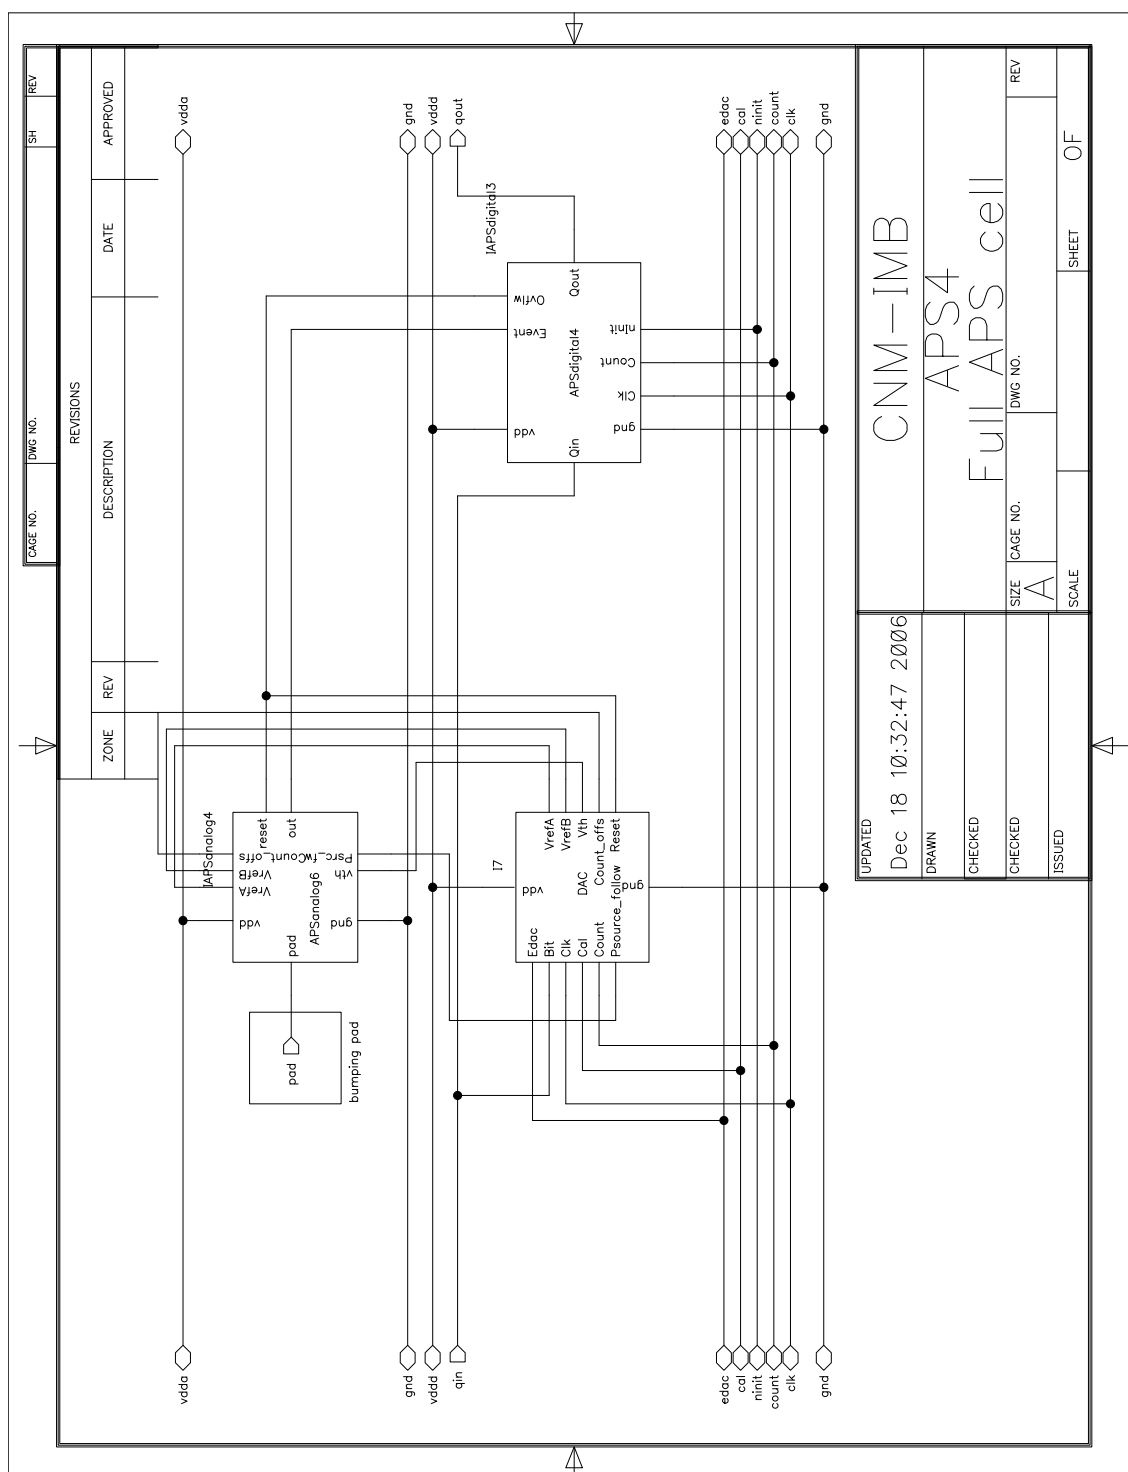 CAGE NO.
DWG NO.
SH
REV
REVISIONS
ZONE
REV
DESCRIPTION
DATE
APPROVED
vdda
vdda
IAPSanalog4
pad
vdd
VrefA
VrefB
Count_offs
reset
out
APSanalog6
gnd
vth
Psrc_fw
pad
bumping pad
gnd
gnd
vddd
vddd
qin
qout
I7
Edac
Bit
Clk
Cal
Count
Psource_follow
vdd
DAC
gnd
VrefA
VrefB
Vth
Count_offs
Reset
IAPSdigital3
vdd
Event
Ovflw
Qin
APSdigital4
Qout
gnd
Clk
Count
nInit
edac
edac
cal
cal
ninit
ninit
count
count
clk
clk
gnd
gnd
UPDATED
Dec 18 10:32:47 2006
DRAWN
CHECKED
CHECKED
ISSUED
CNM-IMB
APS4
Full APS cell
SIZE
A
CAGE NO.
DWG NO.
REV
SCALE
SHEET
OF